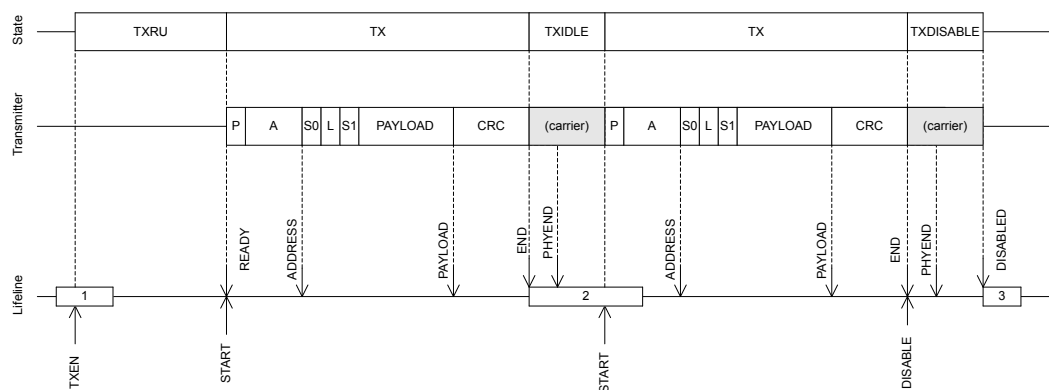 State
TXRU
TX
TXIDLE
TX
TXDISABLE
Transmitter
P
A
S0
L
S1
PAYLOAD
CRC
(carrier)
P
A
S0
L
S1
PAYLOAD
CRC
(carrier)
READY
ADDRESS
PAYLOAD
END
PHYEND
ADDRESS
PAYLOAD
END
PHYEND
DISABLED
Lifeline
1
2
3
TXEN
START
START
DISABLE